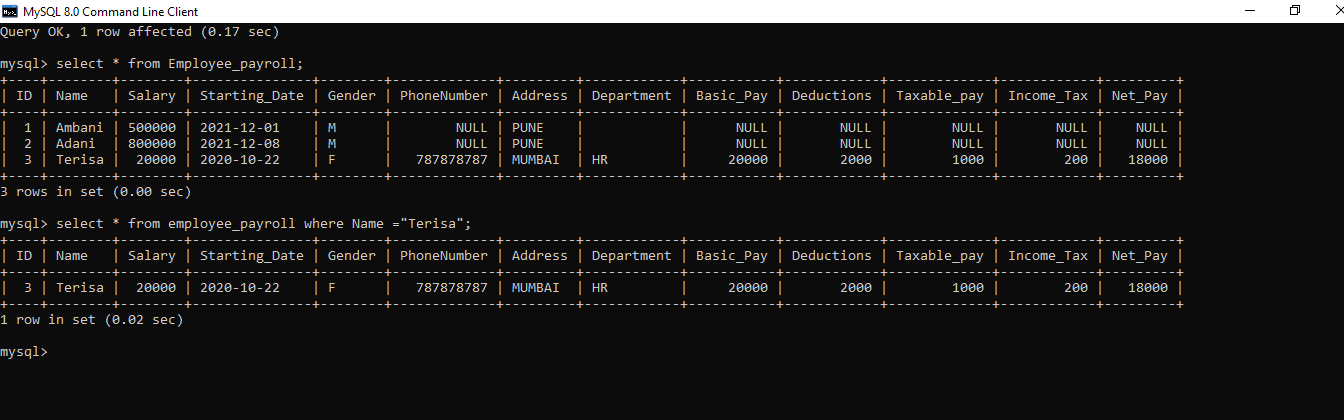 MySQL 8.0 Command Line Client
Query OK, 1 row affected (0.17 sec)
mysql> select * from Employee_payroll;
+----+---------+--------+---------------+--------+-------------+---------+------------+-----------+------------+-------------+------------+---------+
| ID | Name    | Salary | Starting_Date | Gender | PhoneNumber | Address | Department | Basic_Pay | Deductions | Taxable_pay | Income_Tax | Net_Pay |
+----+---------+--------+---------------+--------+-------------+---------+------------+-----------+------------+-------------+------------+---------+
|  1 | Ambani  | 500000 | 2021-12-01    | M      |        NULL | PUNE    |            |      NULL |       NULL |        NULL |       NULL |    NULL |
|  2 | Adani   | 800000 | 2021-12-08    | M      |        NULL | PUNE    |            |      NULL |       NULL |        NULL |       NULL |    NULL |
|  3 | Terisa  |  20000 | 2020-10-22    | F      |   787878787 | MUMBAI  | HR         |     20000 |       2000 |        1000 |        200 |   18000 |
+----+---------+--------+---------------+--------+-------------+---------+------------+-----------+------------+-------------+------------+---------+
3 rows in set (0.00 sec)
mysql> select * from employee_payroll where Name ="Terisa";
+----+---------+--------+---------------+--------+-------------+---------+------------+-----------+------------+-------------+------------+---------+
| ID | Name    | Salary | Starting_Date | Gender | PhoneNumber | Address | Department | Basic_Pay | Deductions | Taxable_pay | Income_Tax | Net_Pay |
+----+---------+--------+---------------+--------+-------------+---------+------------+-----------+------------+-------------+------------+---------+
|  3 | Terisa  |  20000 | 2020-10-22    | F      |   787878787 | MUMBAI  | HR         |     20000 |       2000 |        1000 |        200 |   18000 |
+----+---------+--------+---------------+--------+-------------+---------+------------+-----------+------------+-------------+------------+---------+
1 row in set (0.02 sec)
mysql>